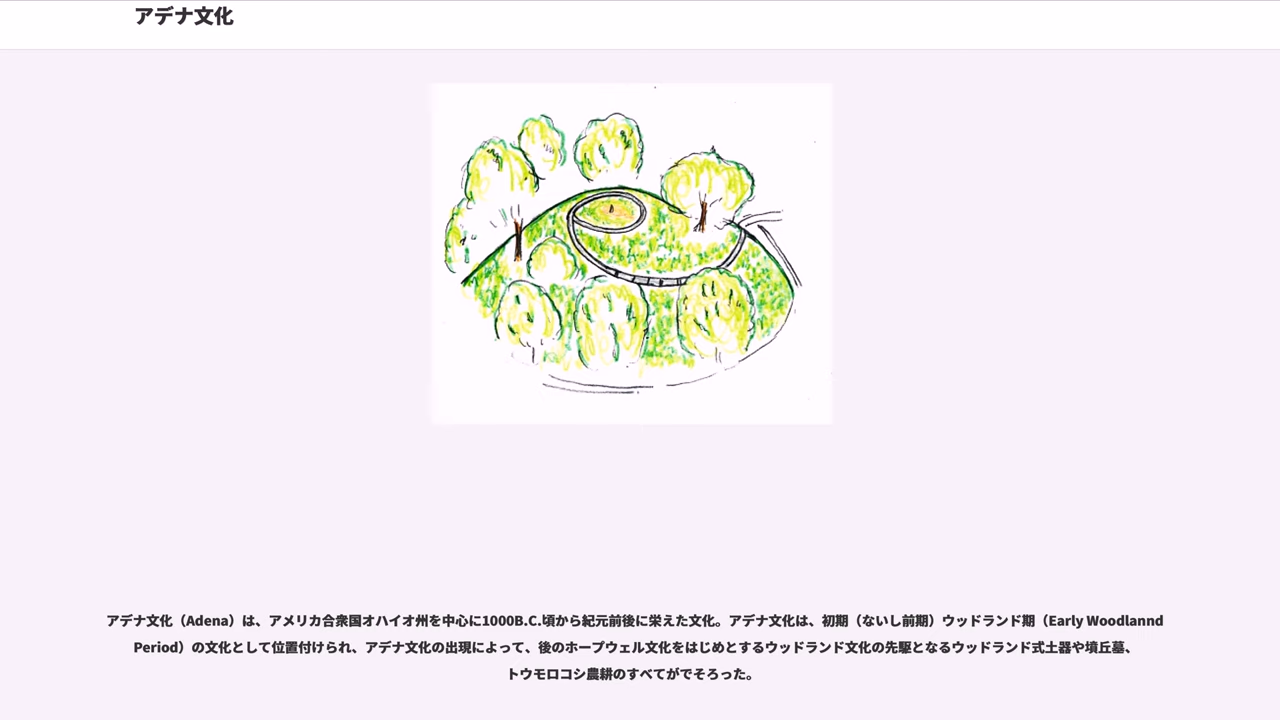 アデナ文化
アデナ文化（Adena）は、アメリカ合衆国オハイオ州を中心に1000B.C.頃から紀元前後に栄えた文化。アデナ文化は、初期（ないし前期）ウッドランド期（Early Woodlannd
Period）の文化として位置付けられ、アデナ文化の出現によって、後のホープウェル文化をはじめとするウッドランド文化の先駆となるウッドランド式土器や墳丘墓、
トウモロコシ農耕のすべてがでそろった。